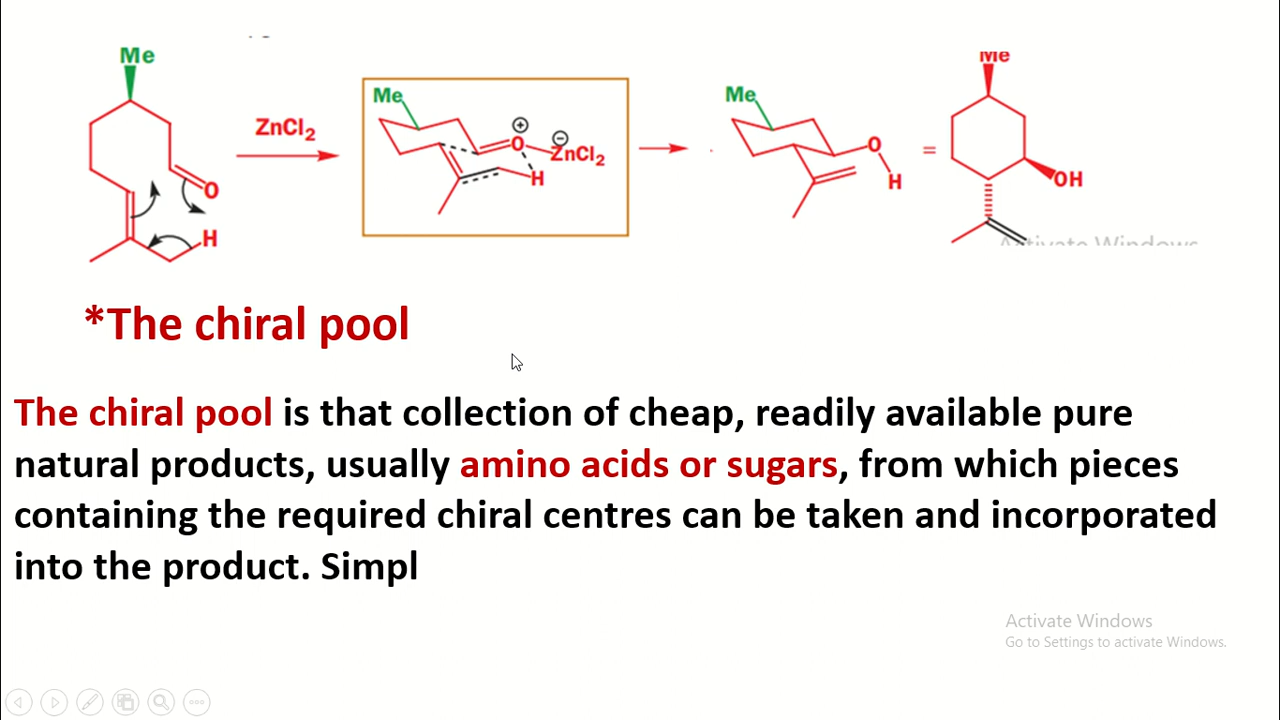 Me
ZnCl2
O
H
Me
⊕
O
⊖
ZnCl2
H
Me
O
H
=
Me
OH
Activate Windows
*The chiral pool
The chiral pool is that collection of cheap, readily available pure
natural products, usually amino acids or sugars, from which pieces
containing the required chiral centres can be taken and incorporated
into the product. Simpl
Activate Windows
Go to Settings to activate Windows.